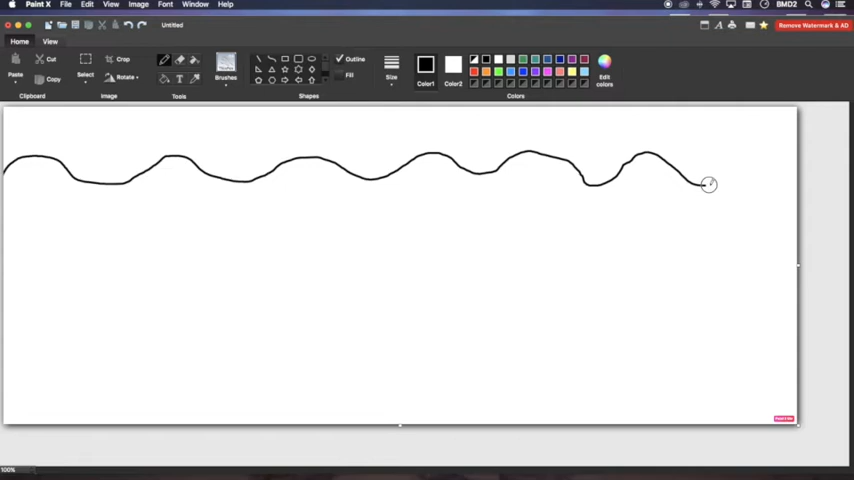 Paint X File Edit View Image Font Window Help BMD2
Untitled
Remove Watermark & AD
Home View
Paste Cut Copy Select Crop Rotate Brushes Outline Fill Size Color1 Color2 Edit colors
Clipboard Image Tools Shapes Colors
100%